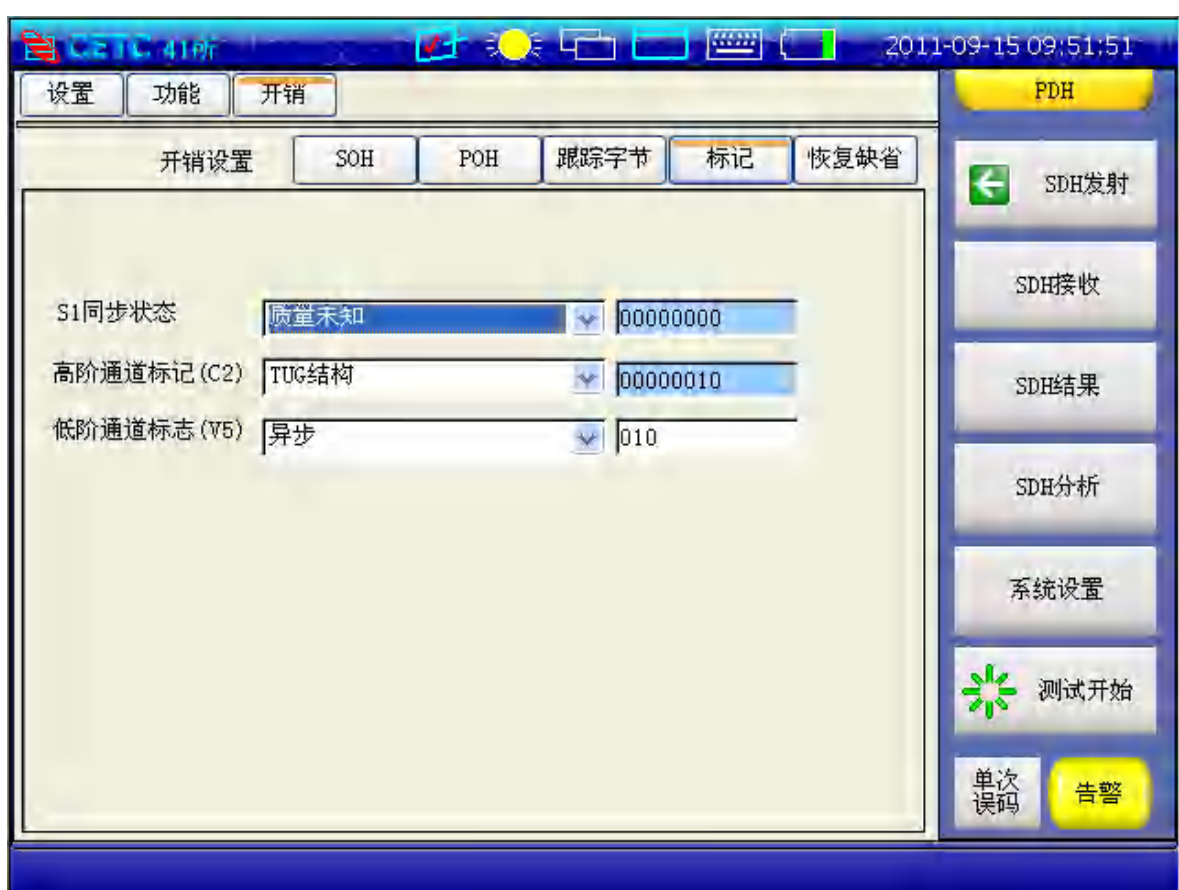 CETC 41所 2011-09-15 09:51:51
设置 功能 开销 PDH
开销设置 SOH POH 跟踪字节 标记 恢复缺省
SDH发射
SDH接收
S1同步状态 质量未知 00000000
高阶通道标记(C2) TUG结构 00000010
SDH结果
低阶通道标志(V5) 异步 010
SDH分析
系统设置
测试开始
单次
误码
告警